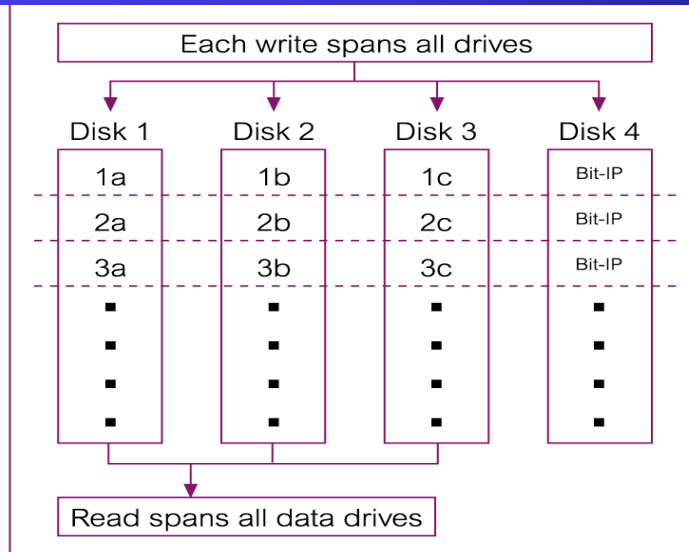 Each write spans all drives
Disk 1 Disk 2 Disk 3 Disk 4
1a 1b 1c Bit-IP
2a 2b 2c Bit-IP
3a 3b 3c Bit-IP
Read spans all data drives